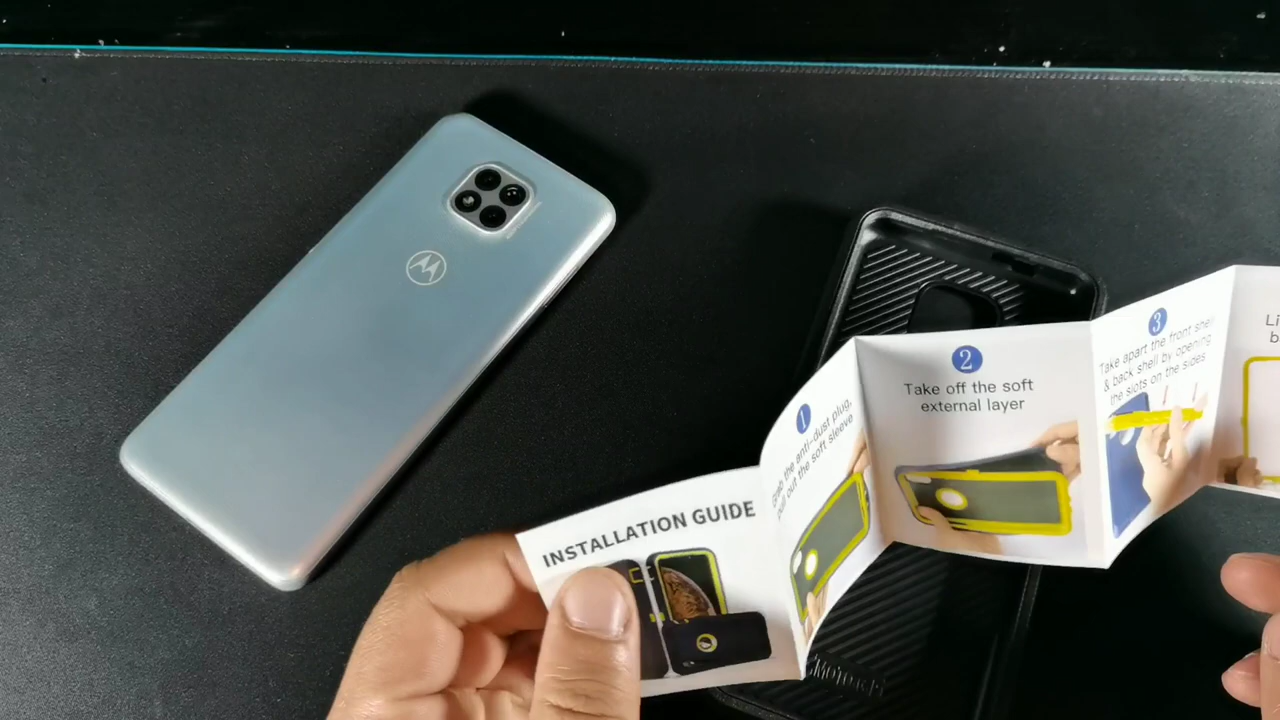 INSTALLATION GUIDE
1
Grab the anti-dust plug,
pull out the soft sleeve
2
Take off the soft
external layer
3
Take apart the front shell
& back shell by opening
the slots on the sides